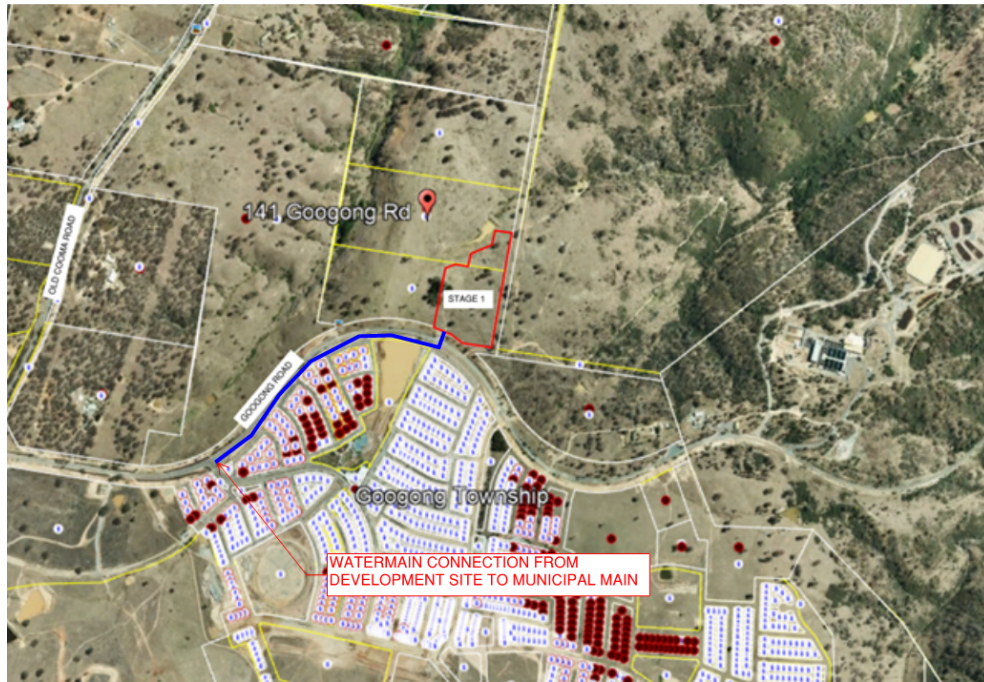 141 Googong Rd
OLD COOMA ROAD
STAGE 1
GOOGONG ROAD
Googong Township
WATERMAIN CONNECTION FROM
DEVELOPMENT SITE TO MUNICIPAL MAIN